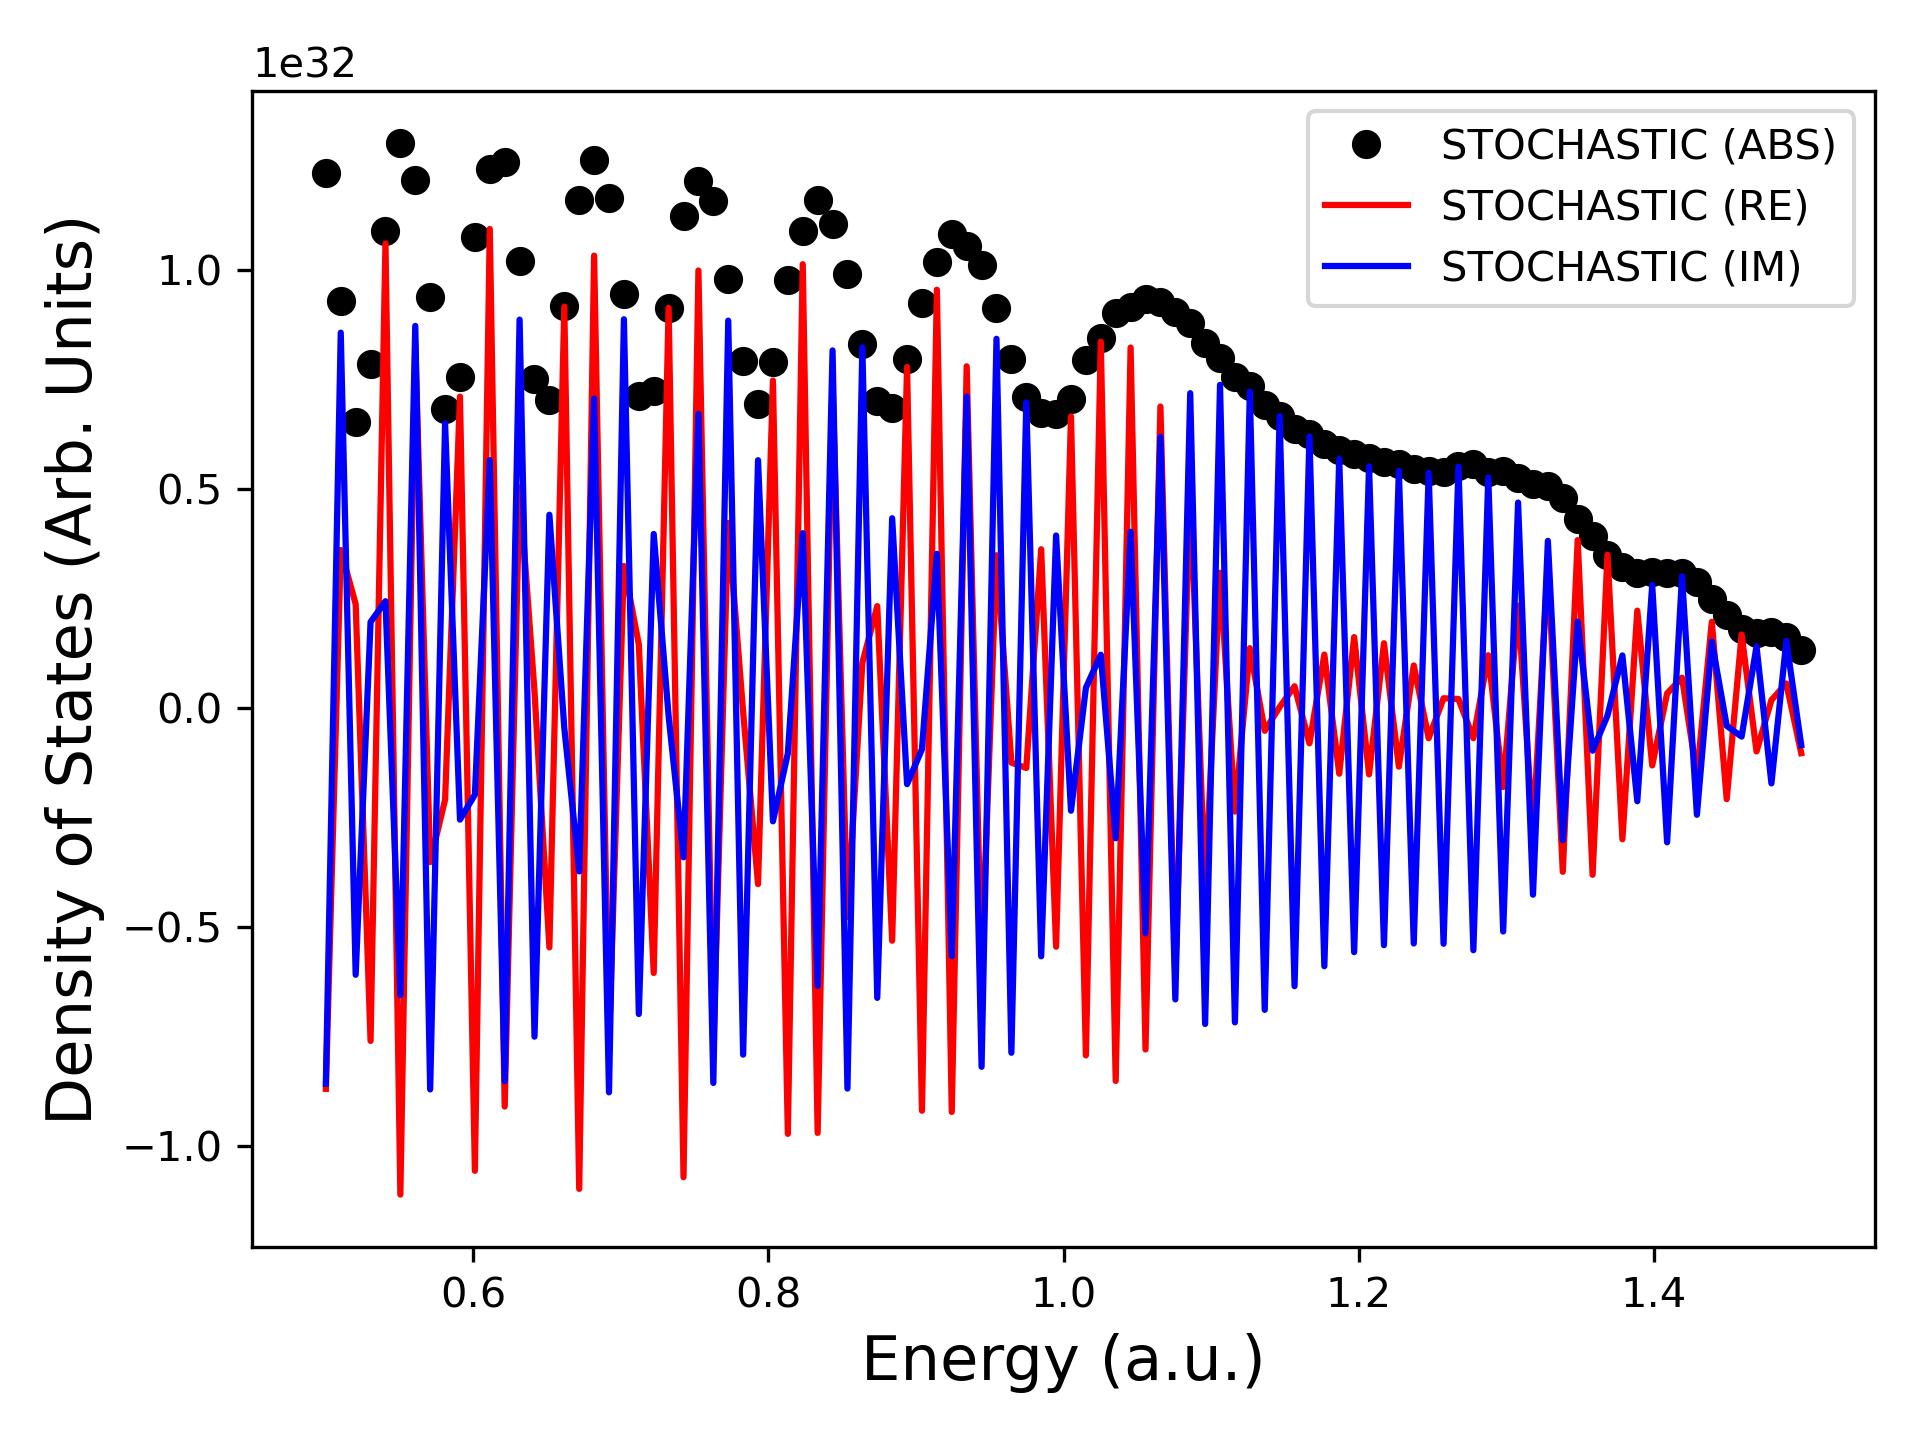 1e32
STOCHASTIC (ABS)
STOCHASTIC (RE)
STOCHASTIC (IM)
Density of States (Arb. Units)
1.0
0.5
0.0
−0.5
−1.0
0.6 0.8 1.0 1.2 1.4
Energy (a.u.)